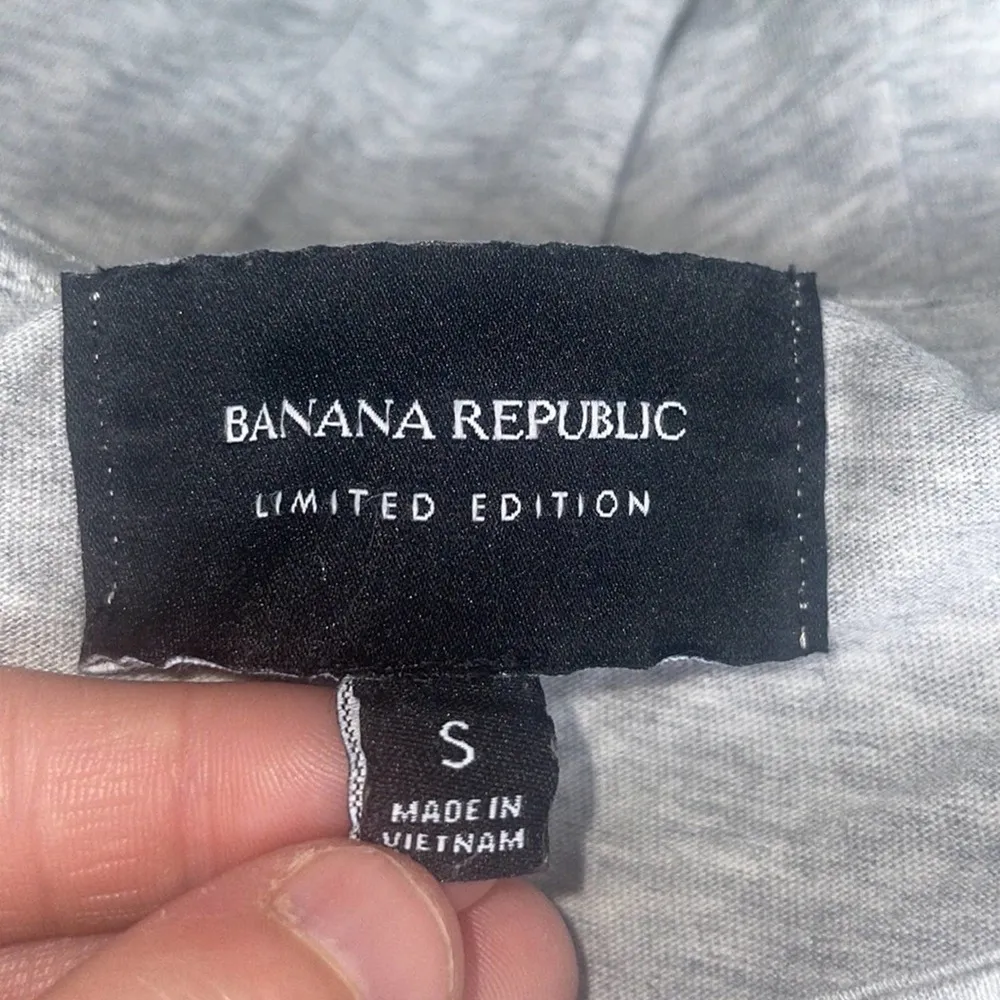 BANANA REPUBLIC
LIMITED EDITION
S
MADE IN
VIETNAM